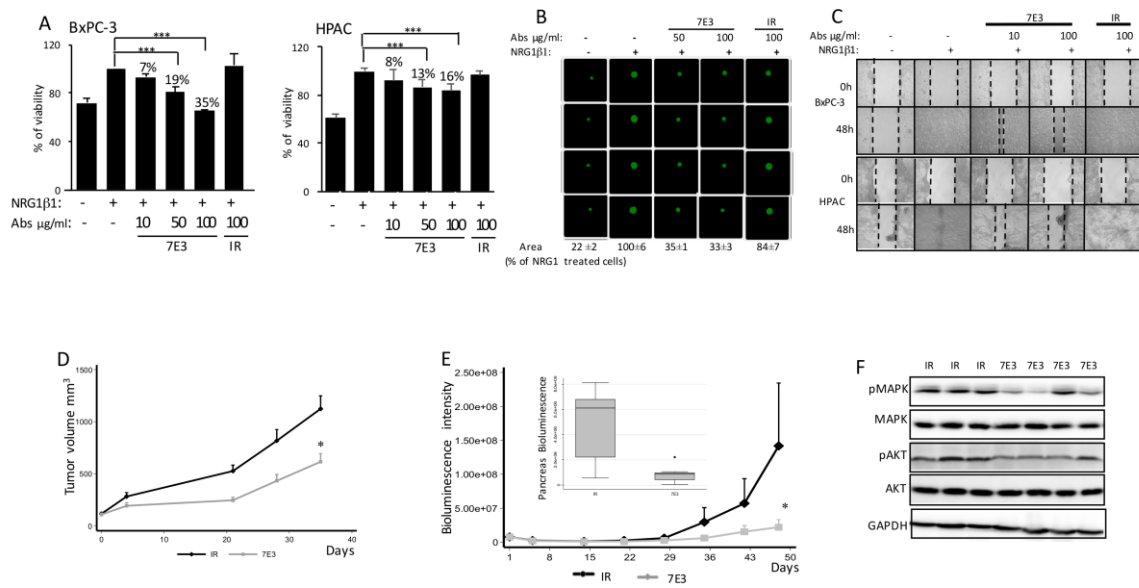 A
BxPC-3
% of viability
120
80
40
0
***
***
7%
19%
35%
NRG1β1: - + + + + +
Abs µg/ml: - - 10 50 100 100
7E3 IR
HPAC
% of viability
120
100
80
60
40
20
0
***
***
8%
13%
16%
- + + + + +
- - 10 50 100 100
7E3 IR
B
7E3 IR
Abs µg/ml: - - 50 100 100
NRG1β1: - + + + +
Area 22 ±2 100±6 35±1 33±3 84±7
(% of NRG1 treated cells)
C
7E3 IR
Abs µg/ml: - - 10 100 100
NRG1β1: - + + + +
0h
BxPC-3
48h
0h
HPAC
48h
D
Tumor volume mm³
1500
1000
500
0
*
0 10 20 30 40
Days
IR 7E3
E
Bioluminescence intensity
2.50e+08
2.00e+08
1.50e+08
1.00e+08
5.00e+07
0
Pancreas Bioluminescence
IR 7E3
*
1 8 15 22 29 36 43 50
Days
IR 7E3
F
IR IR IR 7E3 7E3 7E3 7E3
pMAPK
MAPK
pAKT
AKT
GAPDH